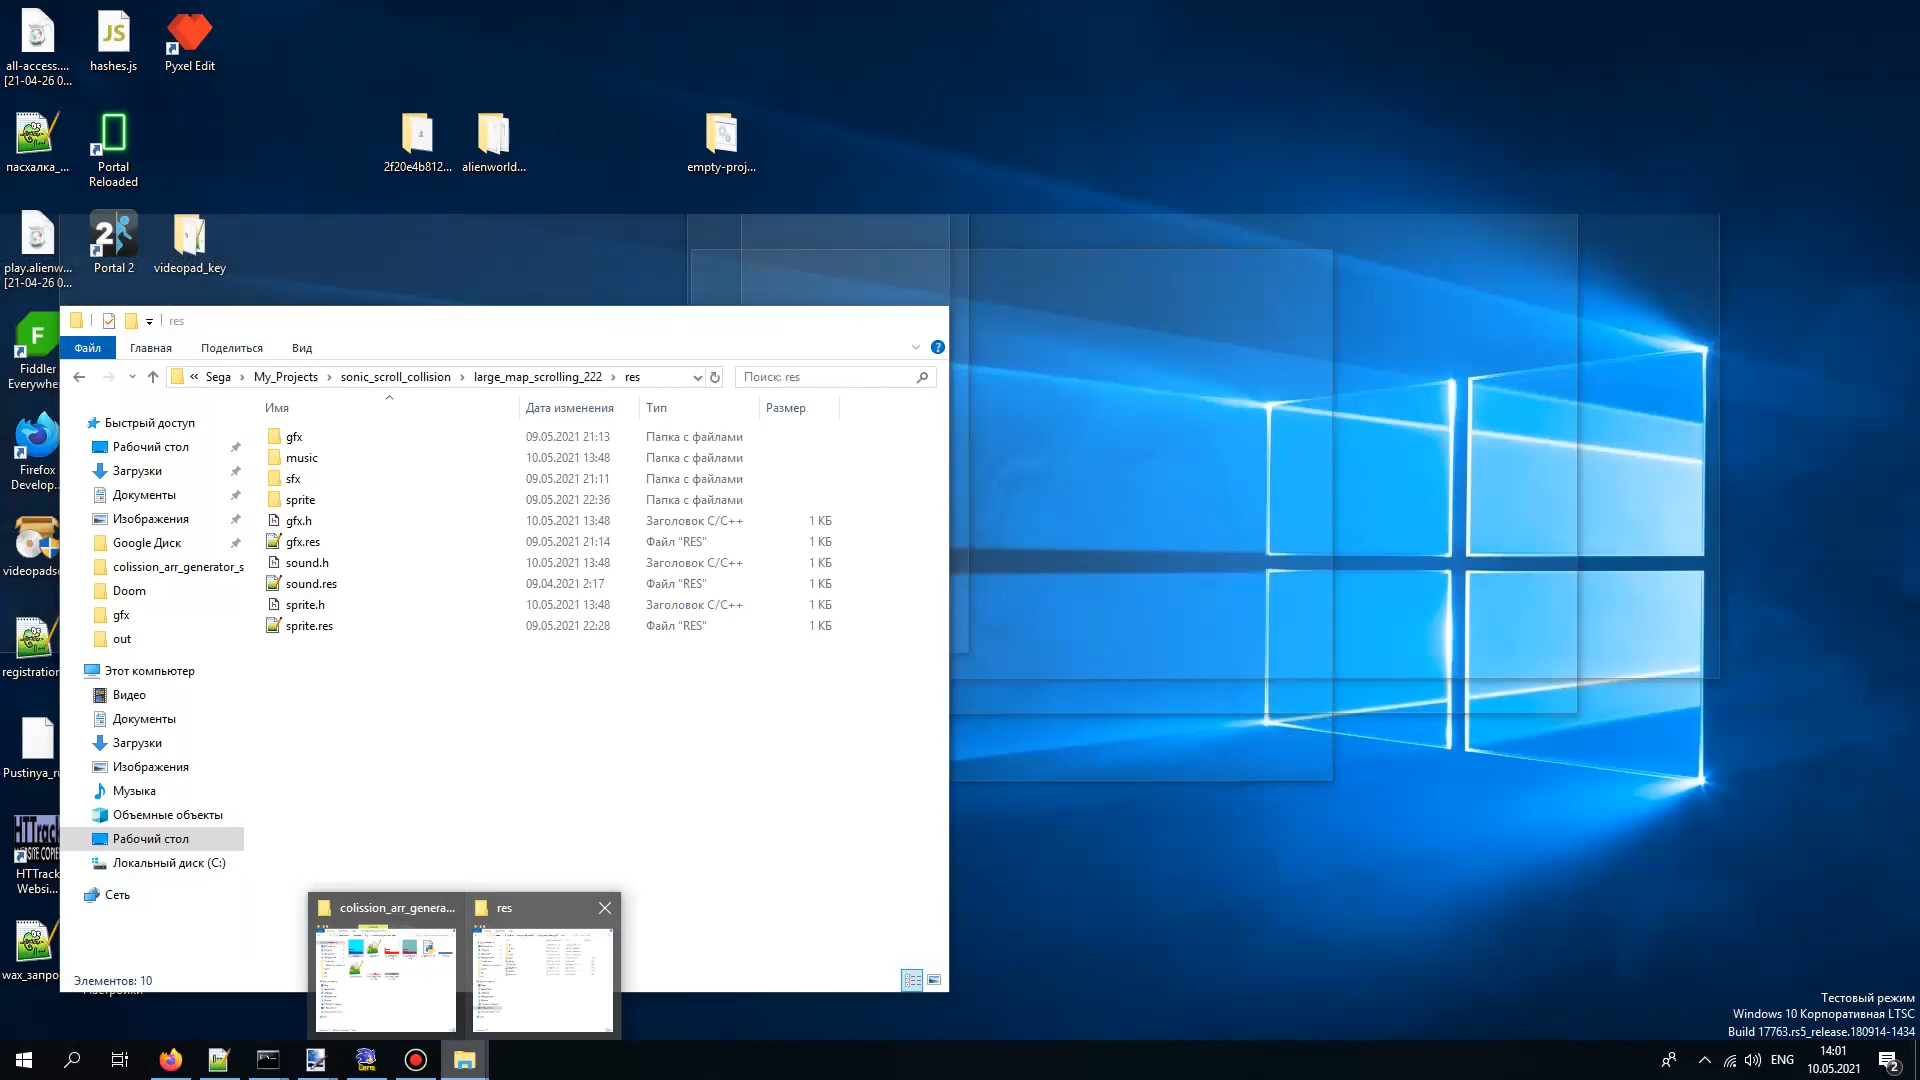 all-access....
[21-04-26 0...
hashes.js
Pyxel Edit
пасхалка_...
Portal
Reloaded
2f20e4b812...
alienworld...
empty-proj...
play.alienw...
[21-04-26 0...
Portal 2
videopad_key
Fiddler
Everywhe
Firefox
Develop..
videopads
registration
Pustinya_ru
HTTrack
Websi...
wax_запро
res
Файл
Главная
Поделиться
Вид
« Sega › My_Projects › sonic_scroll_collision › large_map_scrolling_222 › res
Поиск: res
Имя
Дата изменения
Тип
Размер
gfx 09.05.2021 21:13 Папка с файлами
music 10.05.2021 13:48 Папка с файлами
sfx 09.05.2021 21:11 Папка с файлами
sprite 09.05.2021 22:36 Папка с файлами
gfx.h 10.05.2021 13:48 Заголовок C/C++ 1 КБ
gfx.res 09.05.2021 21:14 Файл "RES" 1 КБ
sound.h 10.05.2021 13:48 Заголовок C/C++ 1 КБ
sound.res 09.04.2021 2:17 Файл "RES" 1 КБ
sprite.h 10.05.2021 13:48 Заголовок C/C++ 1 КБ
sprite.res 09.05.2021 22:28 Файл "RES" 1 КБ
Быстрый доступ
Рабочий стол
Загрузки
Документы
Изображения
Google Диск
colission_arr_generator_s
Doom
gfx
out
Этот компьютер
Видео
Документы
Загрузки
Изображения
Музыка
Объемные объекты
Рабочий стол
Локальный диск (C:)
Сеть
Элементов: 10
colission_arr_genera...
res
Тестовый режим
Windows 10 Корпоративная LTSC
Build 17763.rs5_release.180914-1434
ENG
14:01
10.05.2021
2